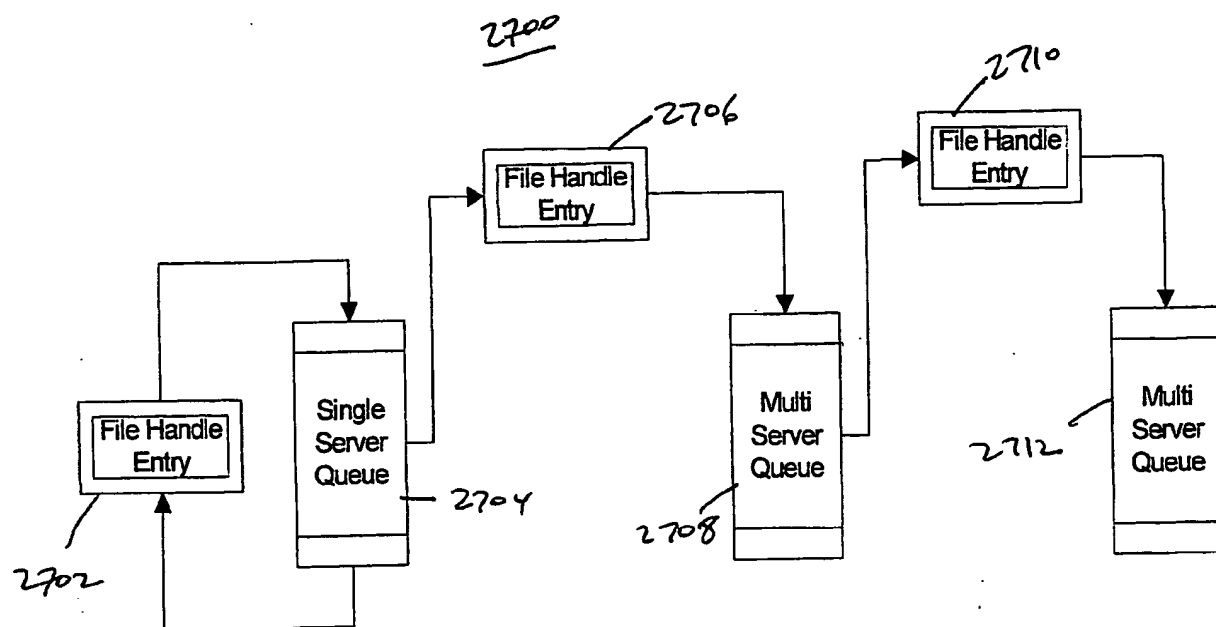 2700
2706
File Handle
Entry
2710
File Handle
Entry
File Handle
Entry
2702
Single
Server
Queue
2704
Multi
Server
Queue
2708
Multi
Server
Queue
2712